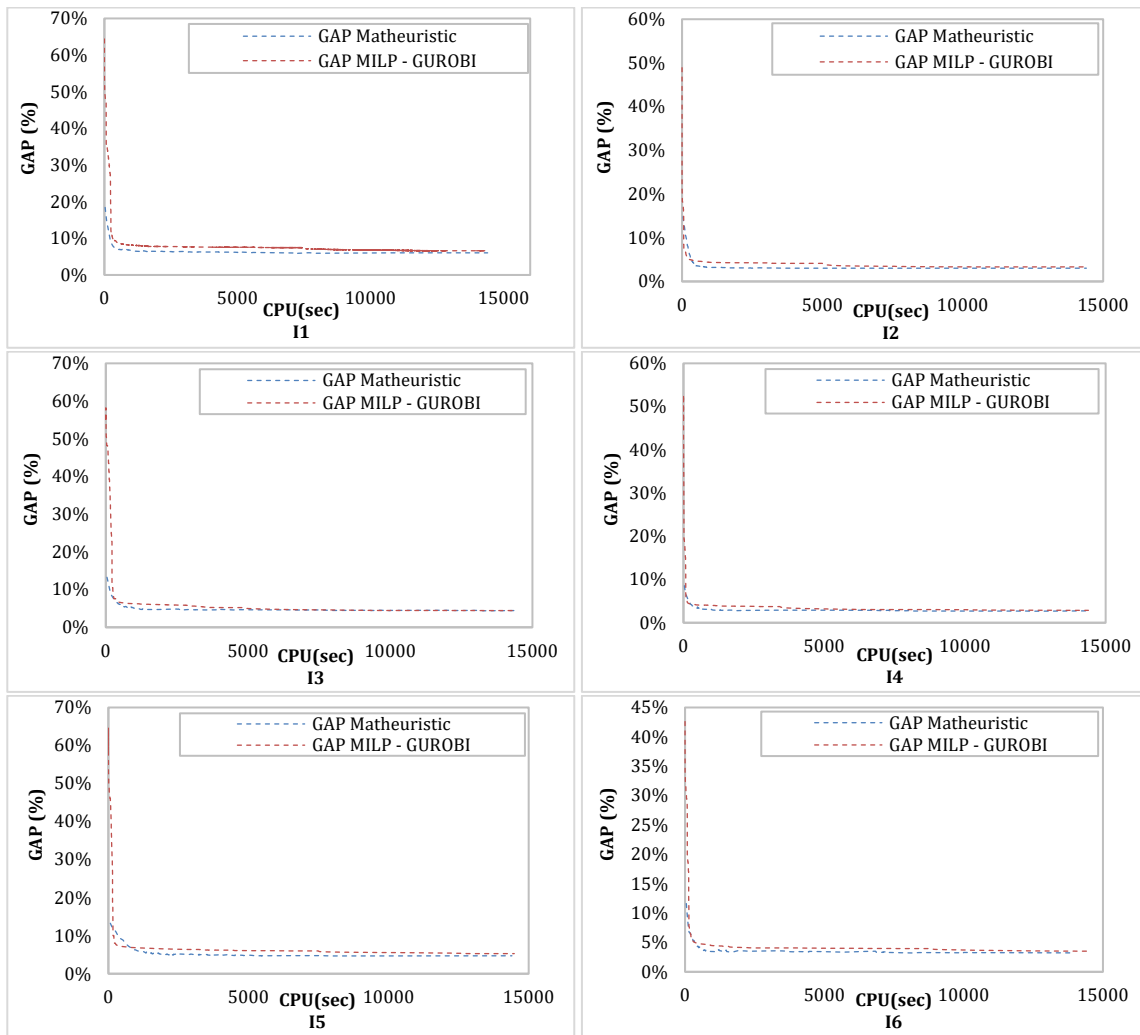 70%
60%
50%
40%
30%
20%
10%
0%
GAP (%)
GAP Matheuristic
GAP MILP - GUROBI
0 5000 10000 15000
CPU(sec)
I1
60%
50%
40%
30%
20%
10%
0%
GAP (%)
GAP Matheuristic
GAP MILP - GUROBI
0 5000 10000 15000
CPU(sec)
I2
70%
60%
50%
40%
30%
20%
10%
0%
GAP (%)
GAP Matheuristic
GAP MILP - GUROBI
0 5000 10000 15000
CPU(sec)
I3
60%
50%
40%
30%
20%
10%
0%
GAP (%)
GAP Matheuristic
GAP MILP - GUROBI
0 5000 10000 15000
CPU(sec)
I4
70%
60%
50%
40%
30%
20%
10%
0%
GAP (%)
GAP Matheuristic
GAP MILP - GUROBI
0 5000 10000 15000
CPU(sec)
I5
45%
40%
35%
30%
25%
20%
15%
10%
5%
0%
GAP (%)
GAP Matheuristic
GAP MILP - GUROBI
0 5000 10000 15000
CPU(sec)
I6